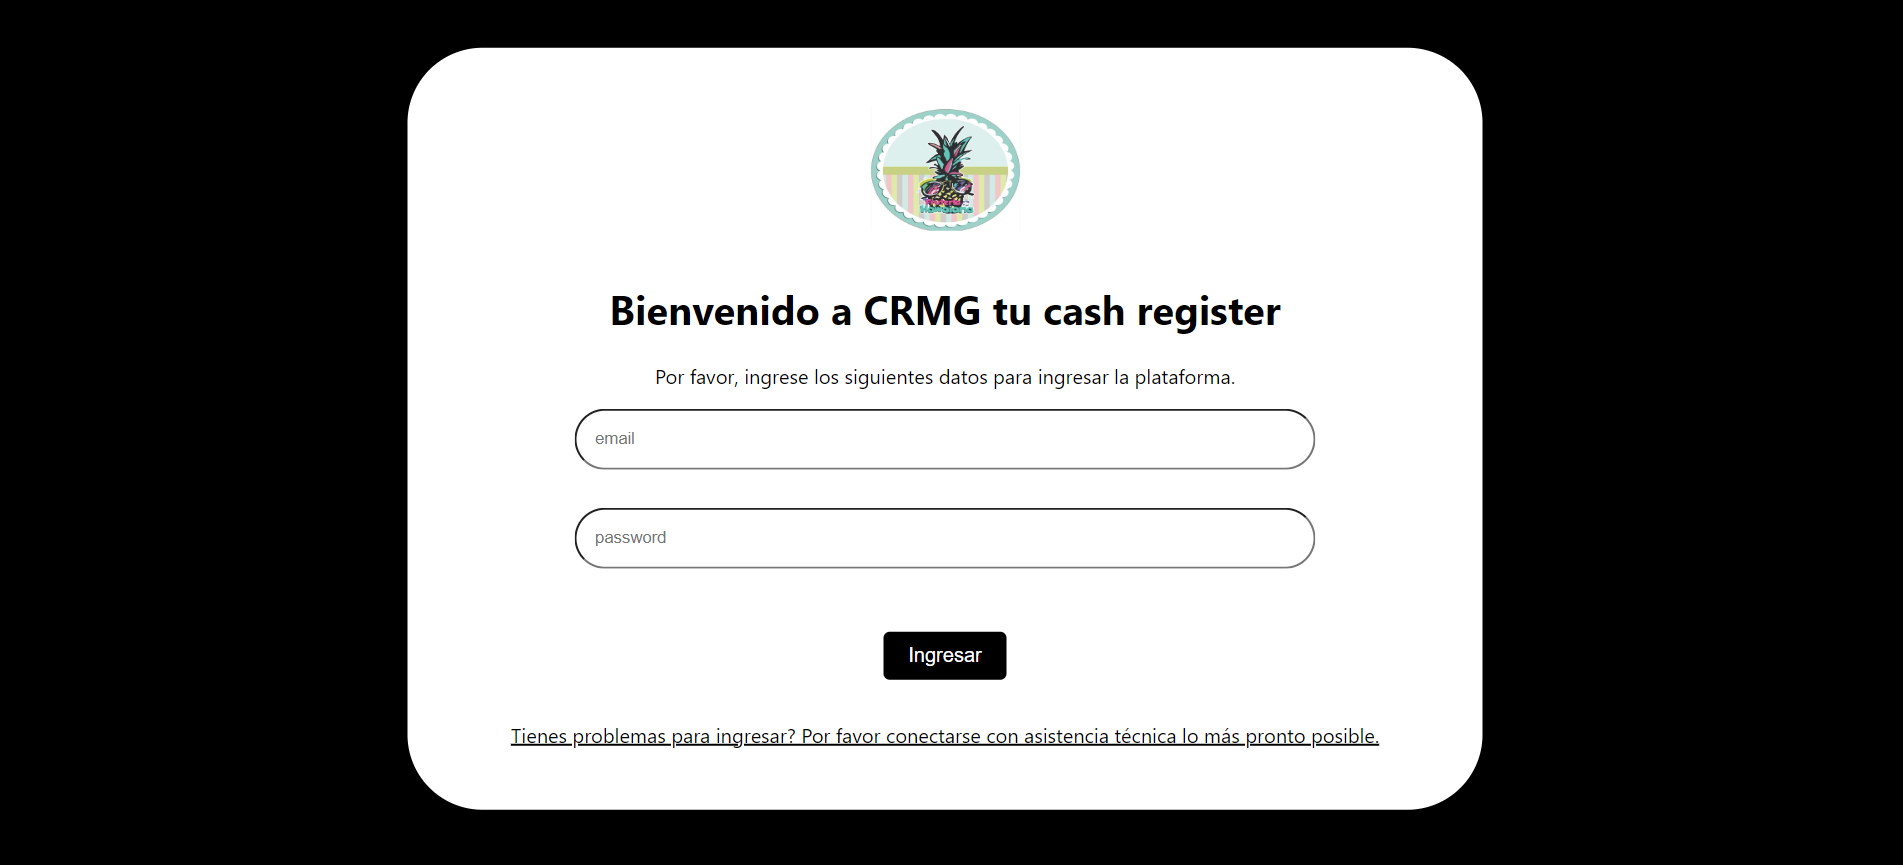 Bienvenido a CRMG tu cash register
Por favor, ingrese los siguientes datos para ingresar la plataforma.
email
password
Ingresar
Tienes problemas para ingresar? Por favor conectarse con asistencia técnica lo más pronto posible.